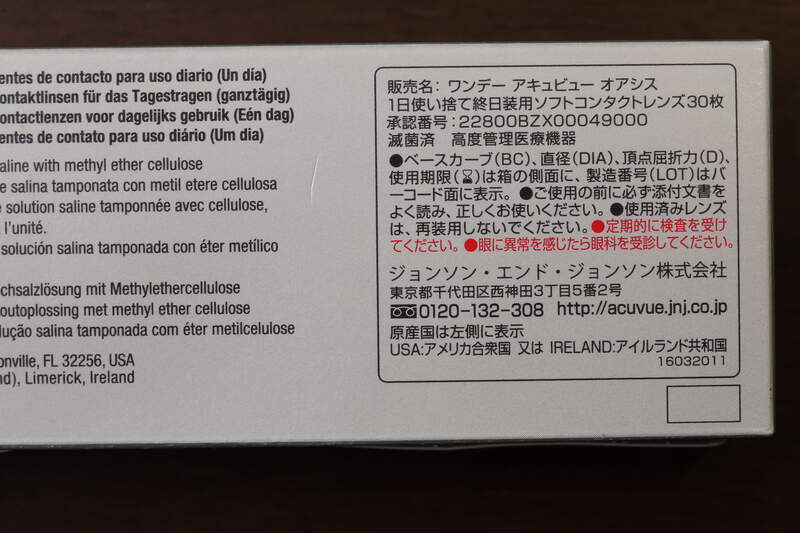 entes de contacto para uso diario (Un día)
ontaktlinsen für das Tagestragen (ganztägig)
ontactlenzen voor dagelijks gebruik (Eén dag)
entes de contato para uso diário (Um dia)
aline with methyl ether cellulose
e salina tamponata con metil etere cellulosa
e solution saline tamponnée avec cellulose,
l'unité.
solución salina tamponada con éter metílico
chsalzlösung mit Methylethercellulose
outoplossing met methyl ether cellulose
lução salina tamponada com éter metilcelulose
onville, FL 32256, USA
nd), Limerick, Ireland
販売名: ワンデー アキュビュー オアシス
1日使い捨て終日装用ソフトコンタクトレンズ30枚
承認番号:22800BZX00049000
滅菌済 高度管理医療機器
●ベースカーブ(BC)、直径(DIA)、頂点屈折力(D)、
使用期限(⌛)は箱の側面に、製造番号(LOT)はバ
ーコード面に表示。●ご使用の前に必ず添付文書を
よく読み、正しくお使いください。●使用済みレンズ
は、再装用しないでください。●定期的に検査を受け
てください。●眼に異常を感じたら眼科を受診してください。
ジョンソン・エンド・ジョンソン株式会社
東京都千代田区西神田3丁目5番2号
0120-132-308 http://acuvue.jnj.co.jp
原産国は左側に表示
USA:アメリカ合衆国 又は IRELAND:アイルランド共和国
16032011